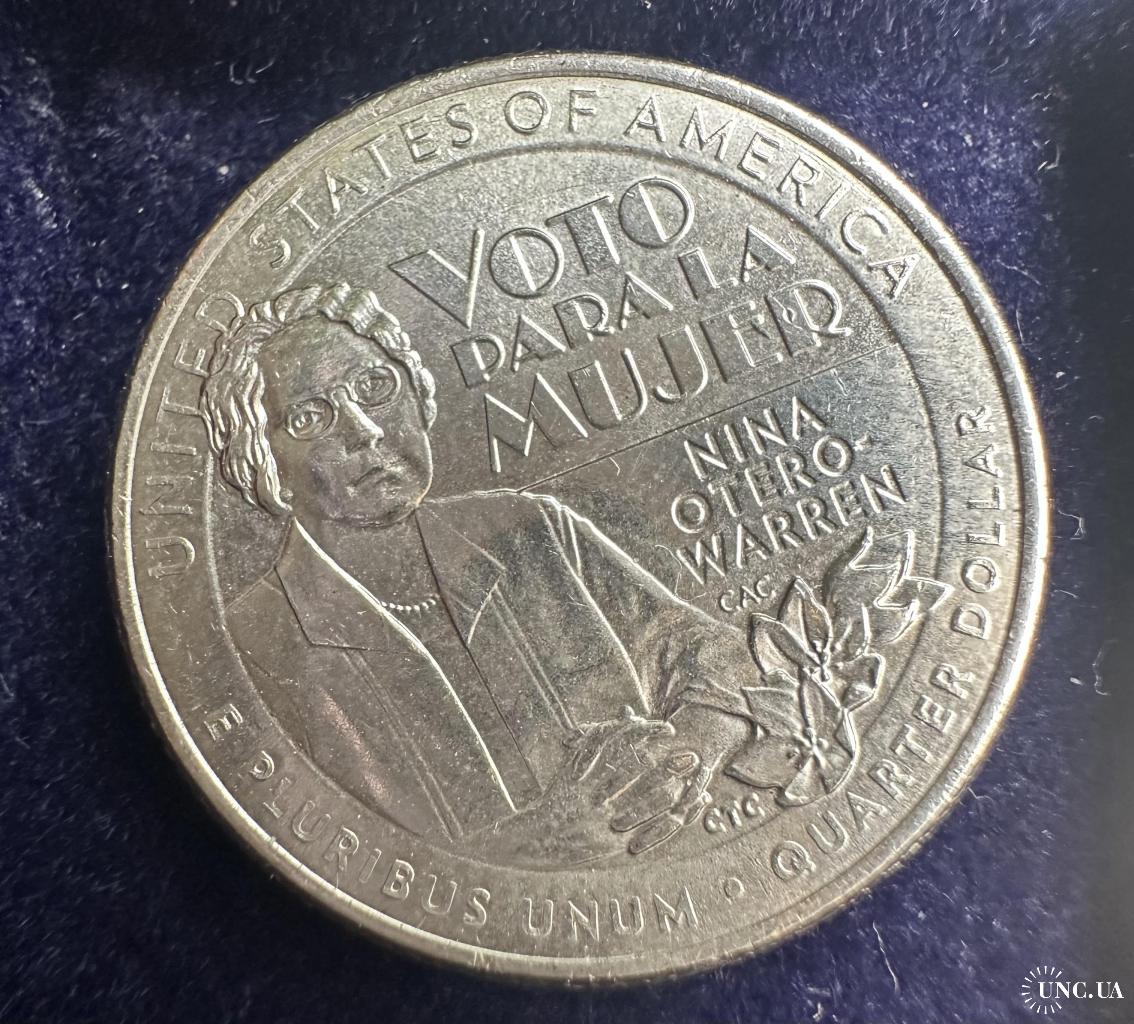 UNITED STATES OF AMERICA
VOTO
PARA LA
MUJER
NINA
OTERO-
WARREN
CAC
GTC
E PLURIBUS UNUM • QUARTER DOLLAR
UNC.UA